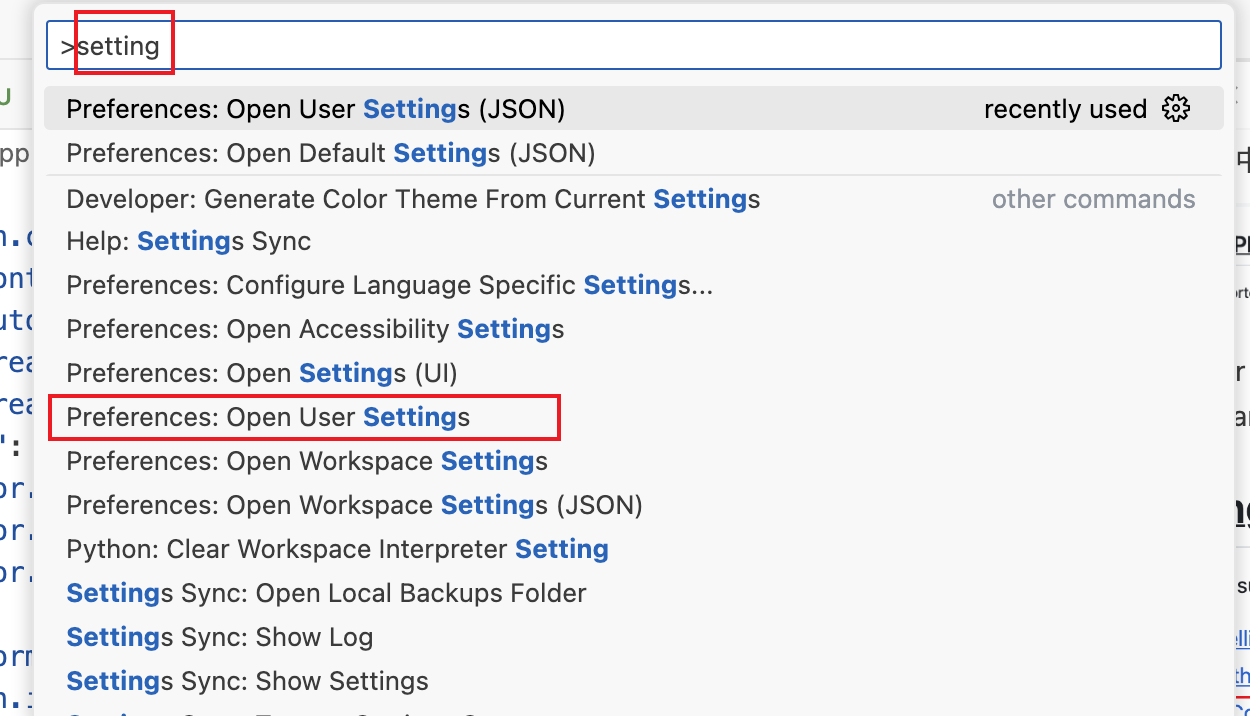 >setting
Preferences: Open User Settings (JSON)
recently used
Preferences: Open Default Settings (JSON)
Developer: Generate Color Theme From Current Settings
other commands
Help: Settings Sync
Preferences: Configure Language Specific Settings...
Preferences: Open Accessibility Settings
Preferences: Open Settings (UI)
Preferences: Open User Settings
Preferences: Open Workspace Settings
Preferences: Open Workspace Settings (JSON)
Python: Clear Workspace Interpreter Setting
Settings Sync: Open Local Backups Folder
Settings Sync: Show Log
Settings Sync: Show Settings